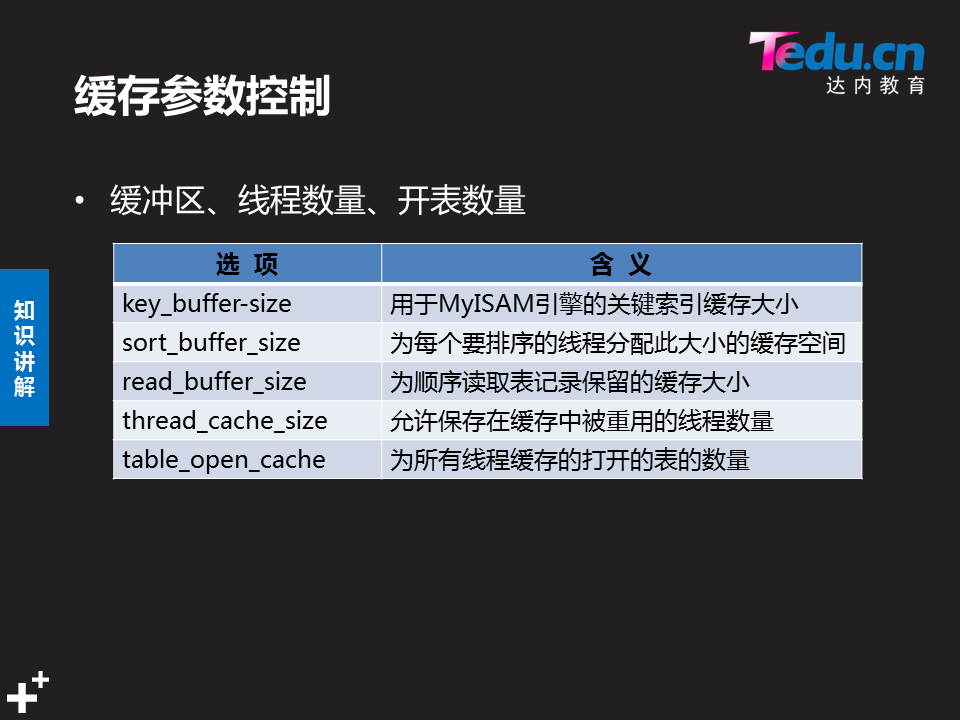 Tedu.cn
达内教育
缓存参数控制
• 缓冲区、线程数量、开表数量
选 项 含 义
key_buffer-size 用于MyISAM引擎的关键索引缓存大小
sort_buffer_size 为每个要排序的线程分配此大小的缓存空间
read_buffer_size 为顺序读取表记录保留的缓存大小
thread_cache_size 允许保存在缓存中被重用的线程数量
table_open_cache 为所有线程缓存的打开的表的数量
知识讲解